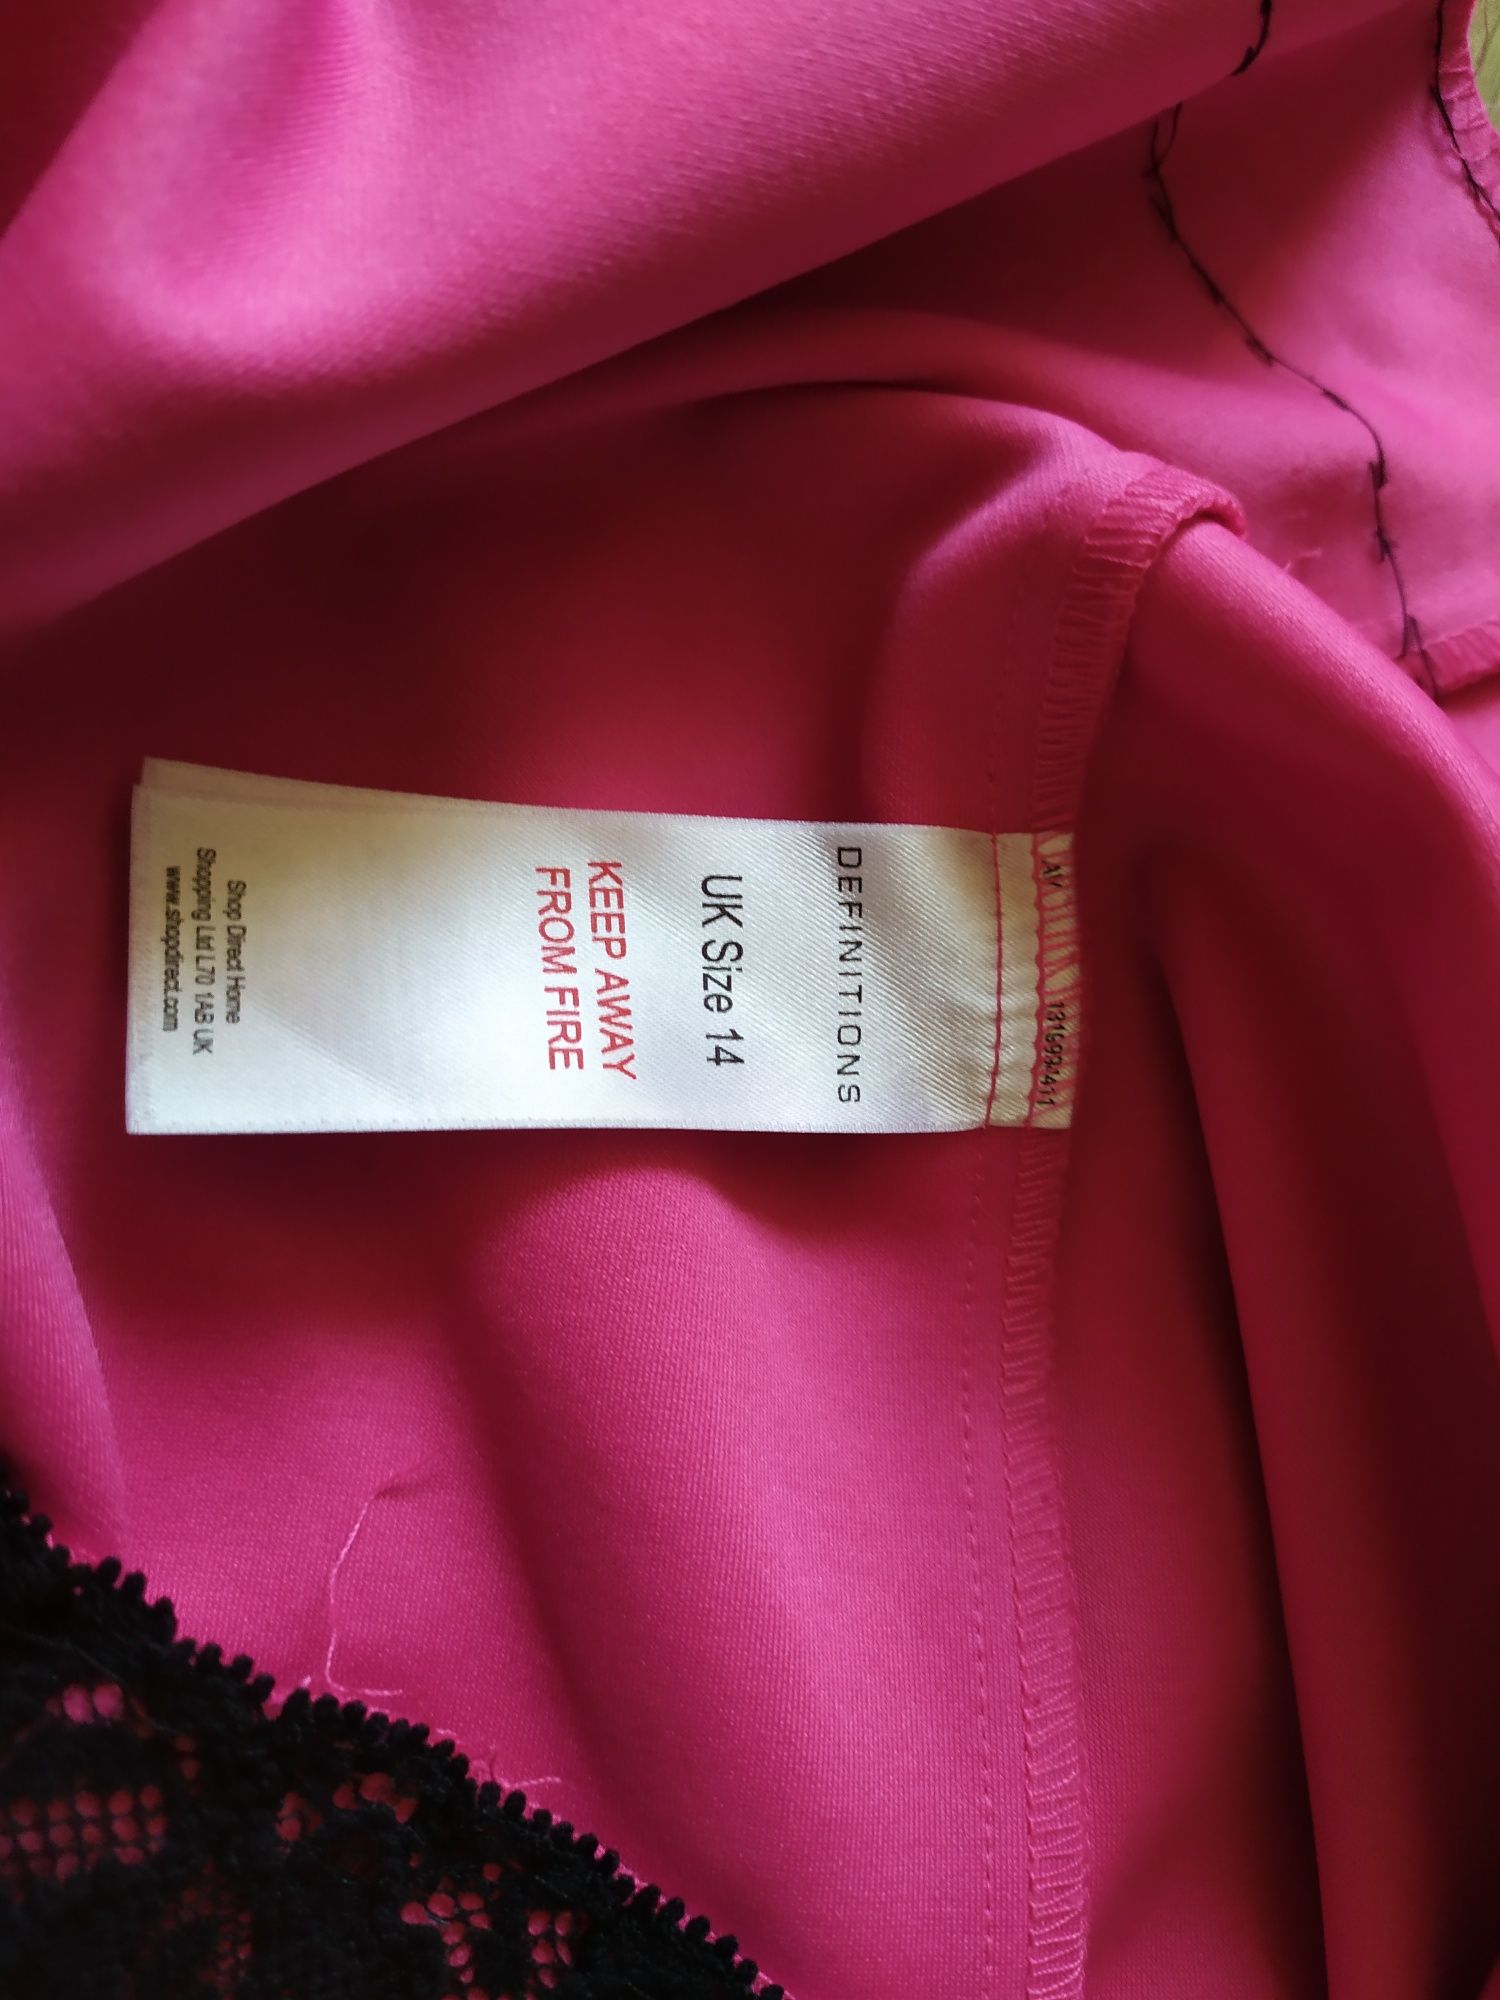 DEFINITIONS
UK Size 14
KEEP AWAY
FROM FIRE
Shop Direct Home
Shopping Ltd L70 1AB UK
www.shopdirect.com